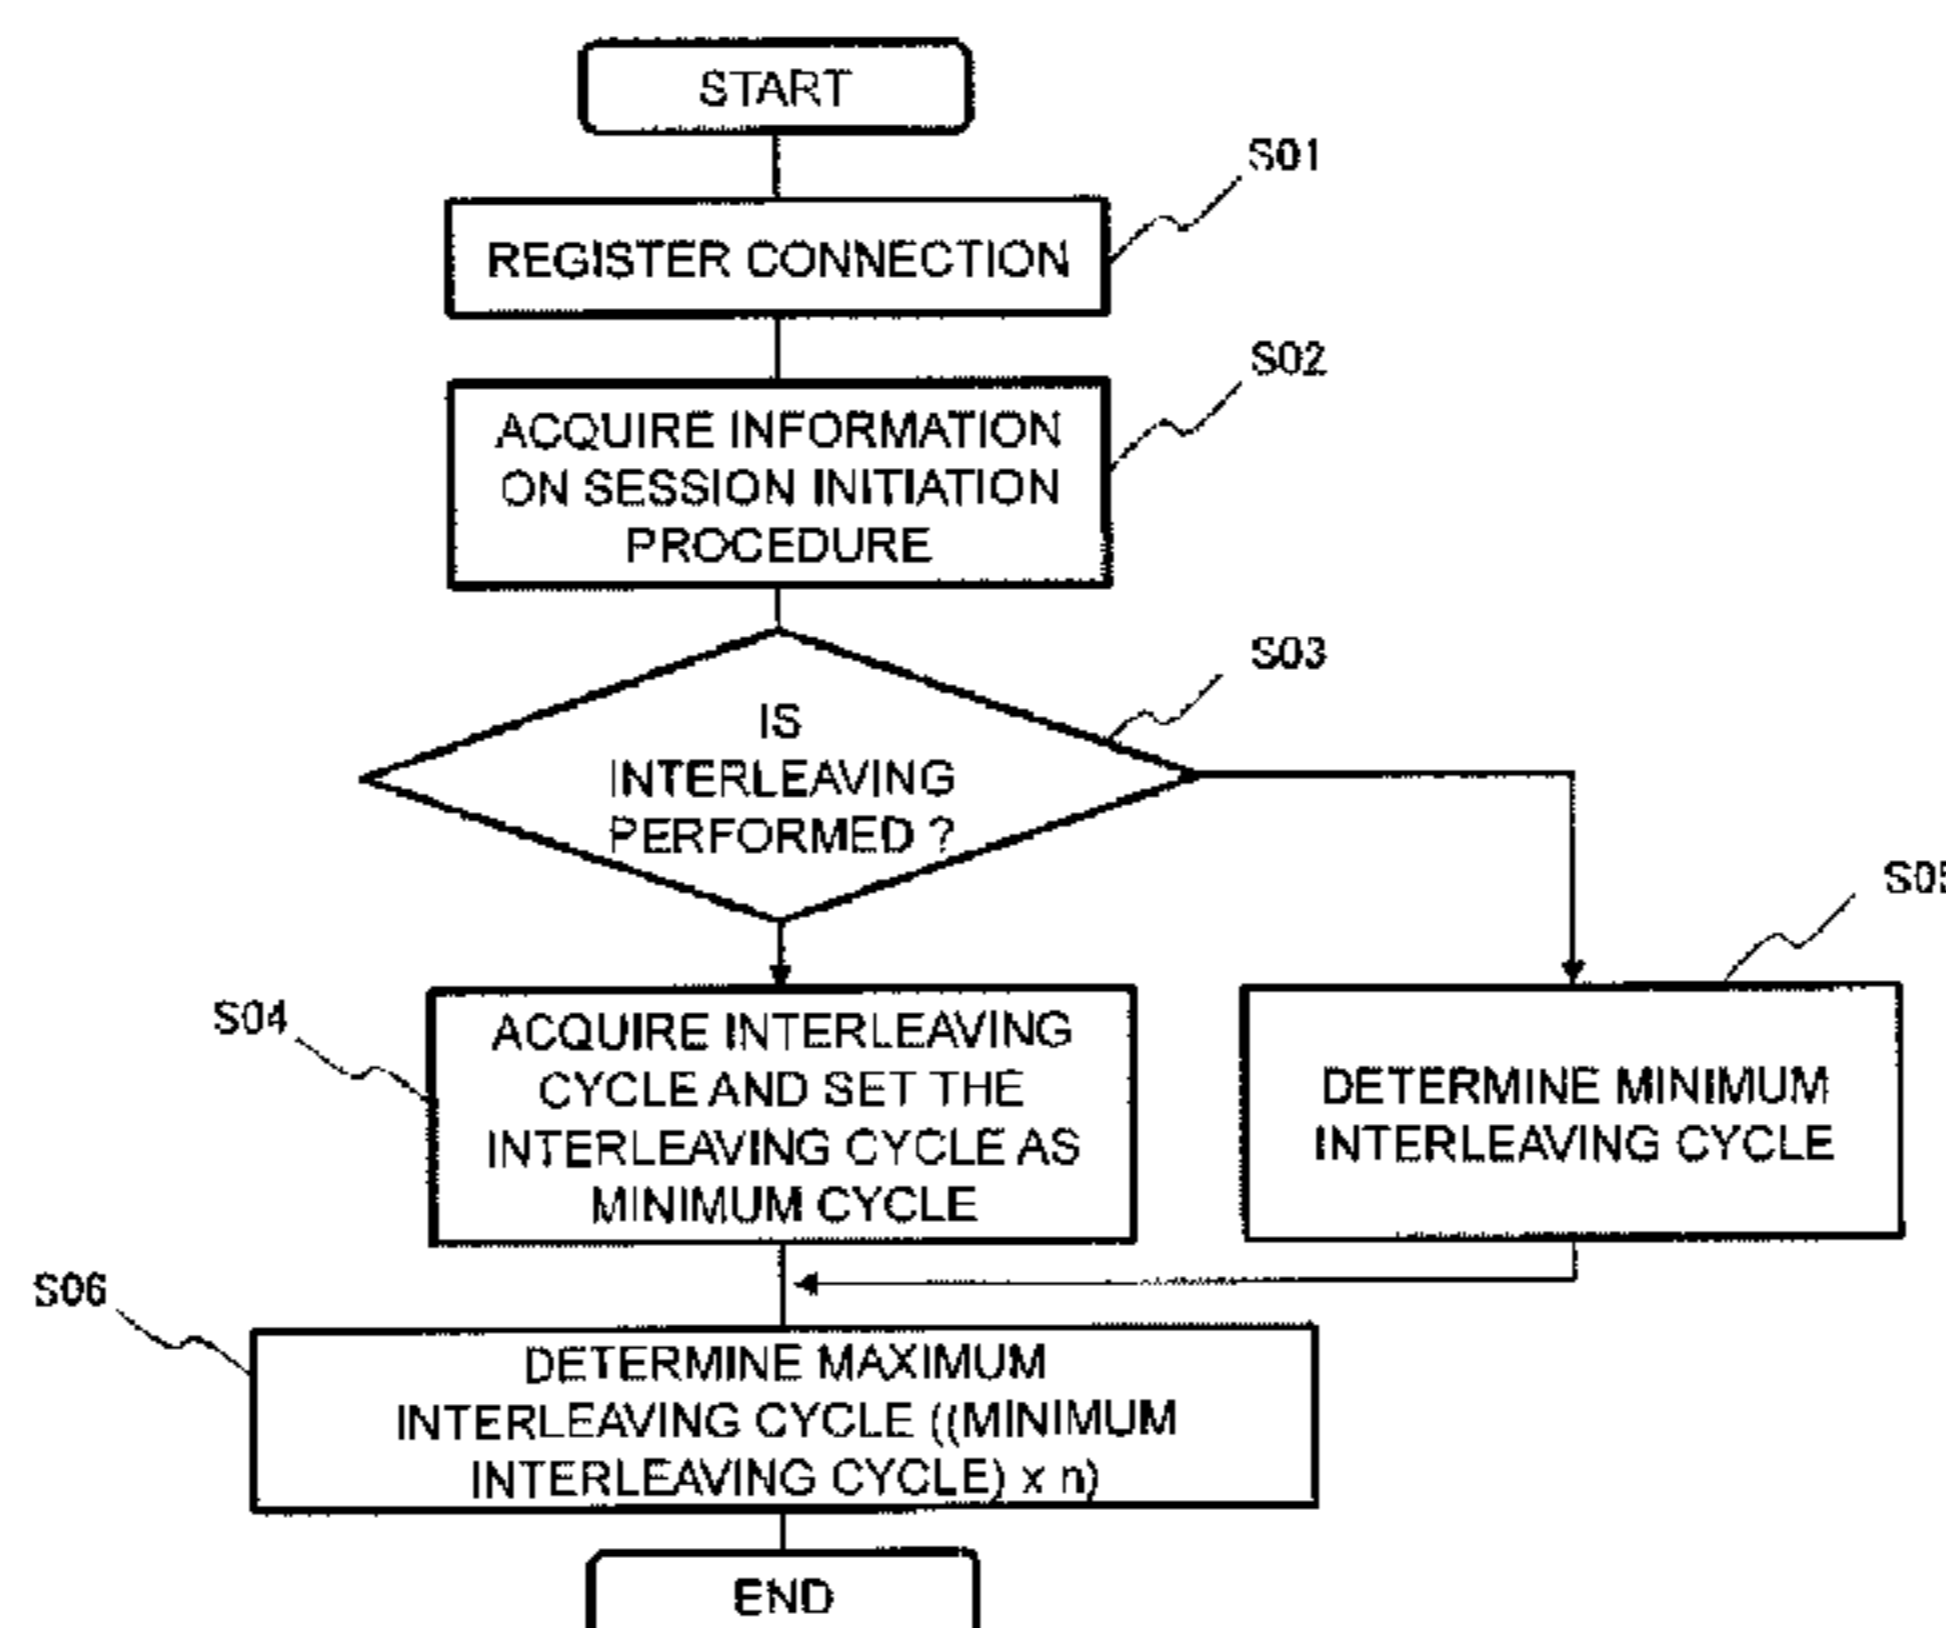 START
S01
REGISTER CONNECTION
S02
ACQUIRE INFORMATION
ON SESSION INITIATION
PROCEDURE
S03
IS
INTERLEAVING
PERFORMED ?
S04
ACQUIRE INTERLEAVING
CYCLE AND SET THE
INTERLEAVING CYCLE AS
MINIMUM CYCLE
S05
DETERMINE MINIMUM
INTERLEAVING CYCLE
S06
DETERMINE MAXIMUM
INTERLEAVING CYCLE ((MINIMUM
INTERLEAVING CYCLE) x n)
END